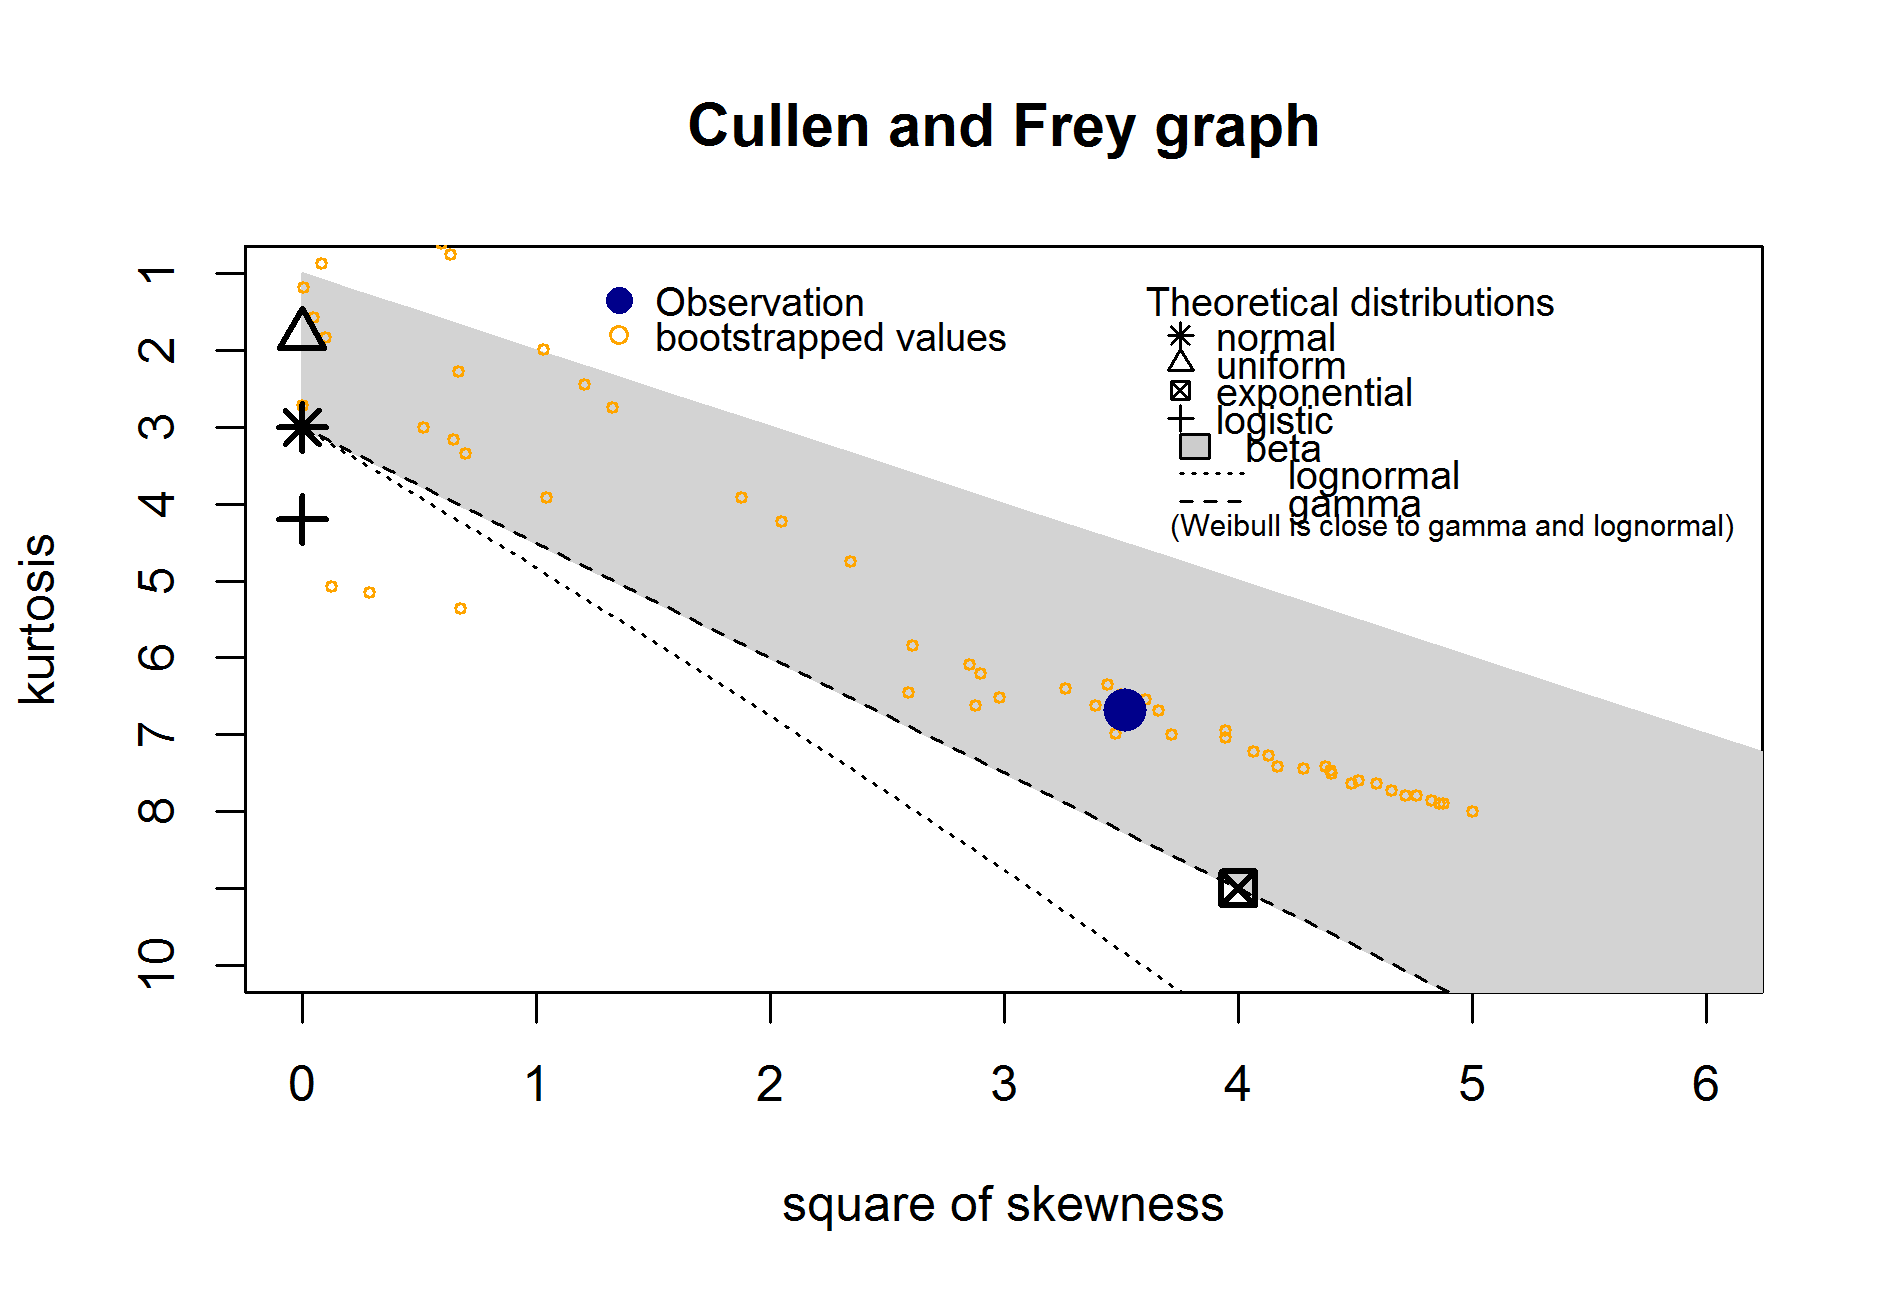 Cullen and Frey graph
Observation
bootstrapped values
Theoretical distributions
normal
uniform
exponential
logistic
beta
lognormal
gamma
(Weibull is close to gamma and lognormal)
kurtosis
1
2
3
4
5
6
7
8
10
0 1 2 3 4 5 6
square of skewness